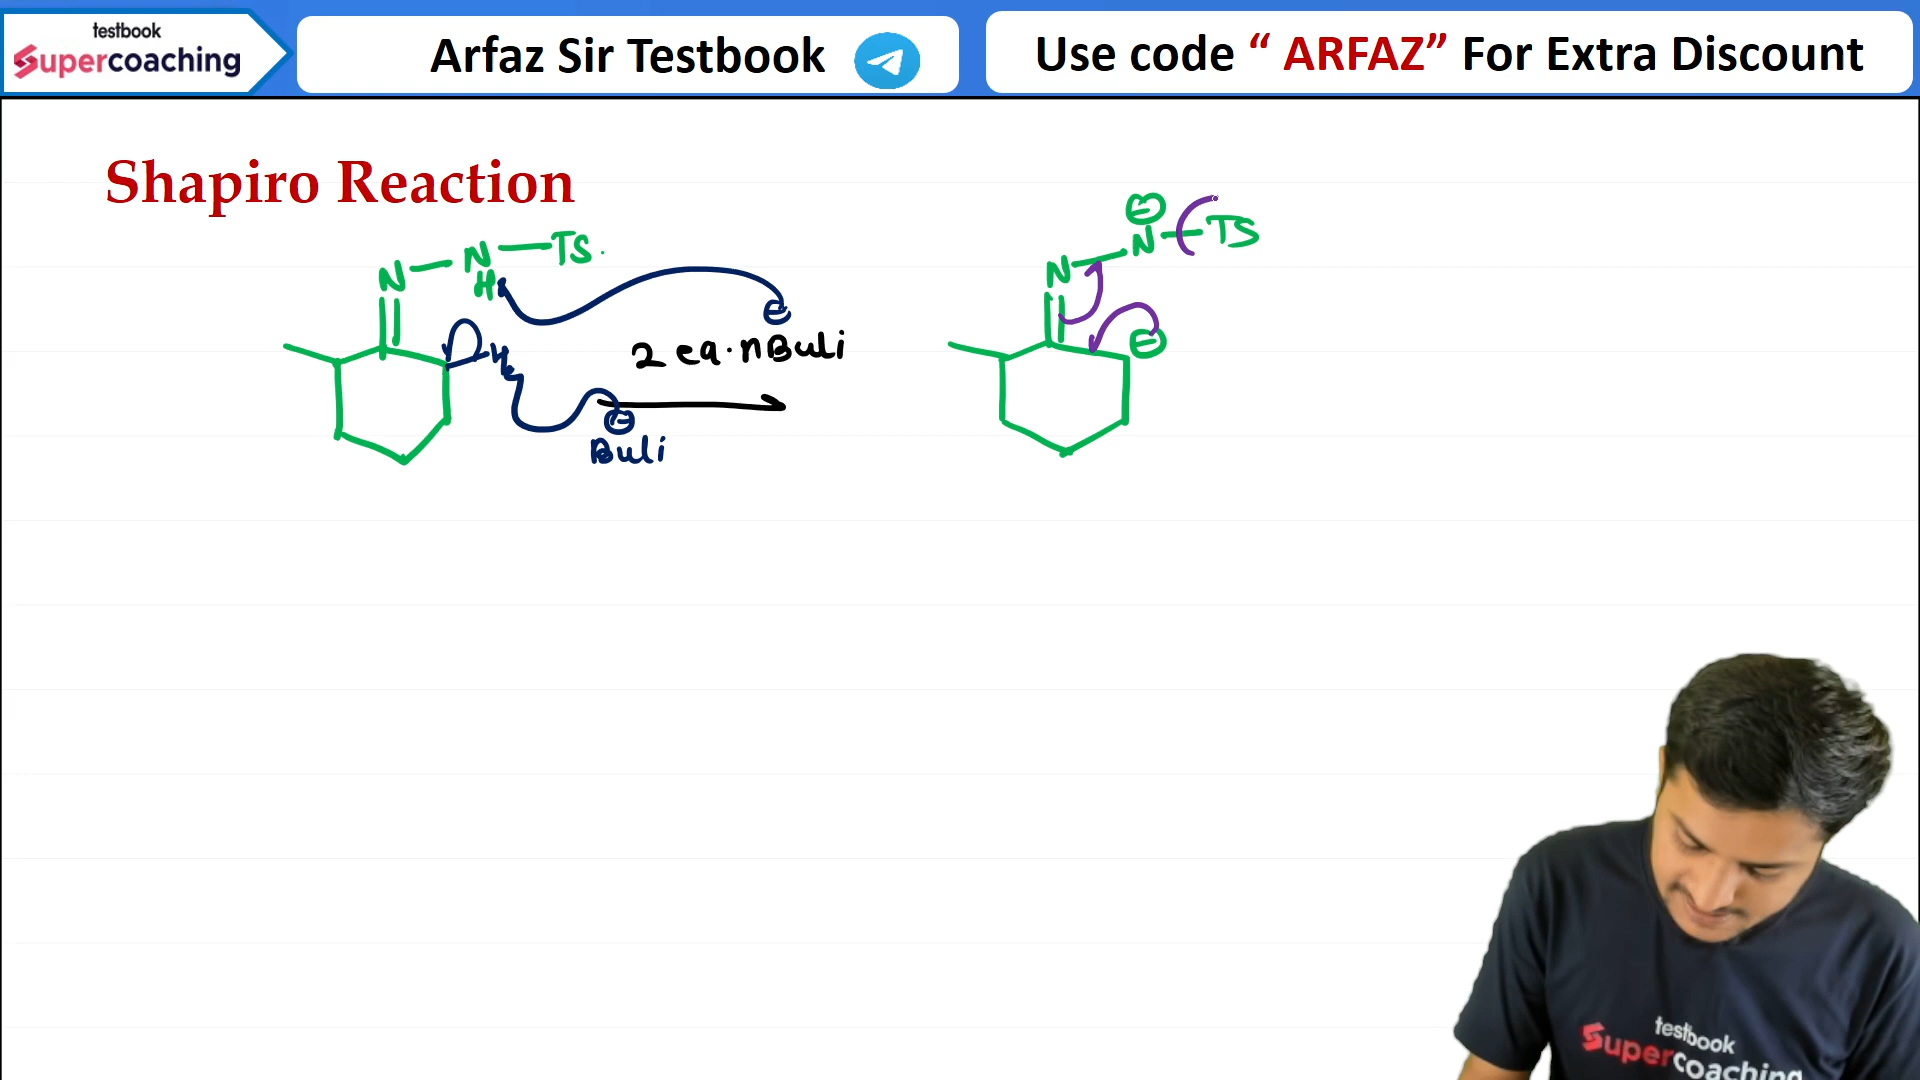 testbook
Supercoaching
Arfaz Sir Testbook
Use code “ ARFAZ” For Extra Discount
Shapiro Reaction
N — N — TS.
H
H
⊖
2 eq. nBuli
⊖
Buli
⊖
N — N — TS
⊖
testbook
Supercoaching